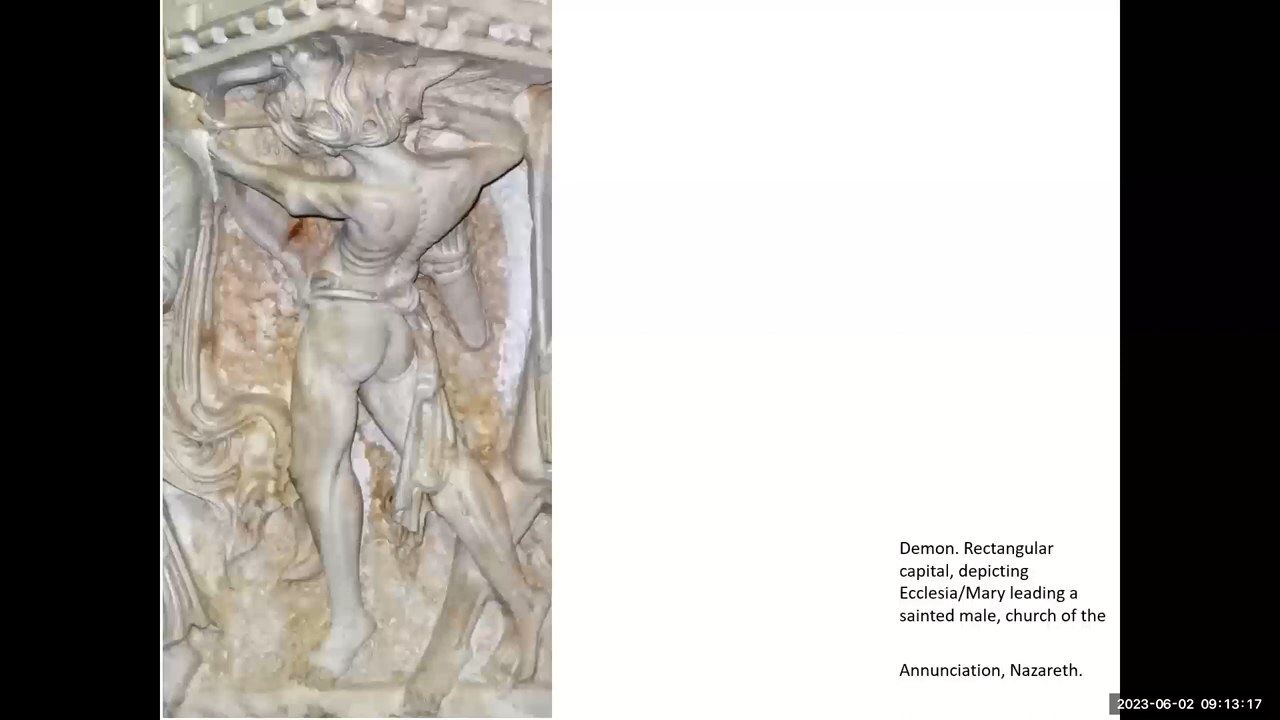 Demon. Rectangular
capital, depicting
Ecclesia/Mary leading a
sainted male, church of the
Annunciation, Nazareth.
2023-06-02 09:13:17